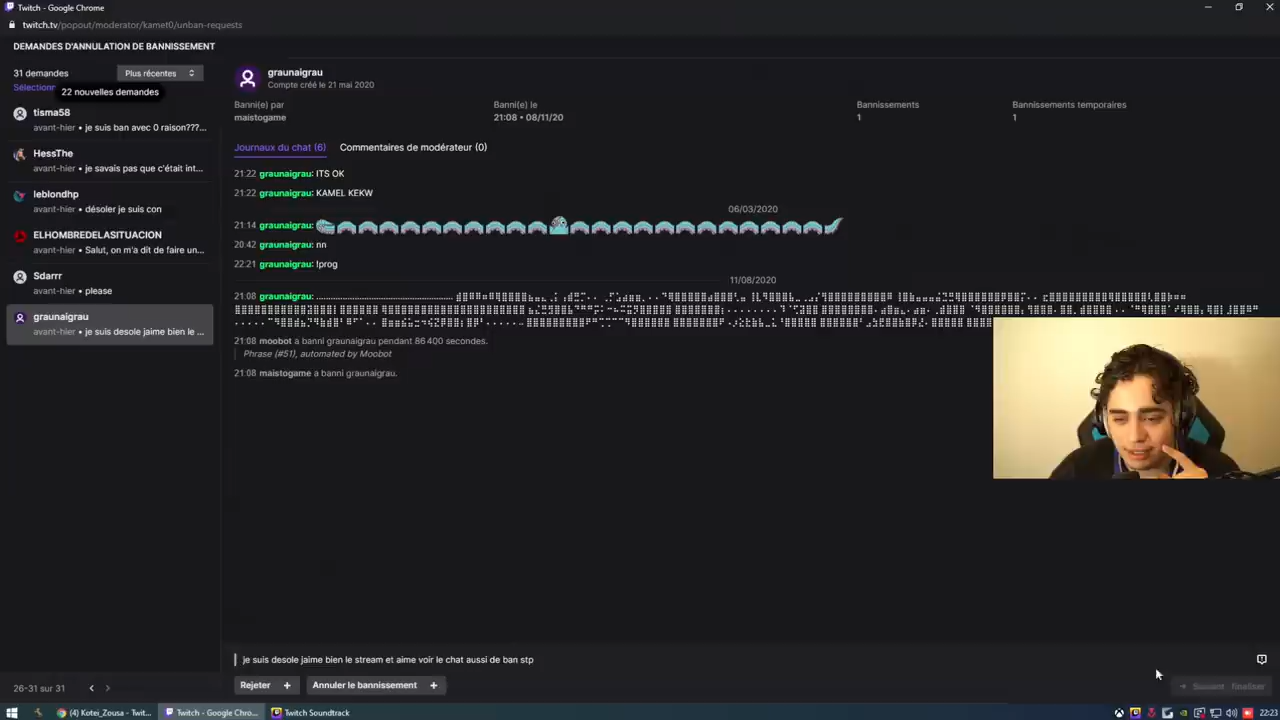 Twitch - Google Chrome
twitch.tv/popout/moderator/kamet0/unban-requests
DEMANDES D'ANNULATION DE BANNISSEMENT
31 demandes
Plus récentes
Sélectionn
22 nouvelles demandes
tisma58
avant-hier • je suis ban avec 0 raison???...
HessThe
avant-hier • je savais pas que c'était int...
leblondhp
avant-hier • désoler je suis con
ELHOMBREDELASITUACION
avant-hier • Salut, on m'a dit de faire un...
Sdarrr
avant-hier • please
graunaigrau
avant-hier • je suis desole jaime bien le ...
26-31 sur 31
graunaigrau
Compte créé le 21 mai 2020
Banni(e) par
maistogame
Banni(e) le
21:08 • 08/11/20
Bannissements
1
Bannissements temporaires
1
Journaux du chat (6)
Commentaires de modérateur (0)
21:22 graunaigrau: ITS OK
21:22 graunaigrau: KAMEL KEKW
06/03/2020
21:14 graunaigrau:
20:42 graunaigrau: nn
22:21 graunaigrau: !prog
11/08/2020
21:08 graunaigrau:
21:08 moobot a banni graunaigrau pendant 86 400 secondes.
Phrase (#51), automated by Moobot
21:08 maistogame a banni graunaigrau.
je suis desole jaime bien le stream et aime voir le chat aussi de ban stp
Rejeter +
Annuler le bannissement +
Suivant Finaliser
(4) Kotei_Zousa - Twit...
Twitch - Google Chro...
Twitch Soundtrack
22:23